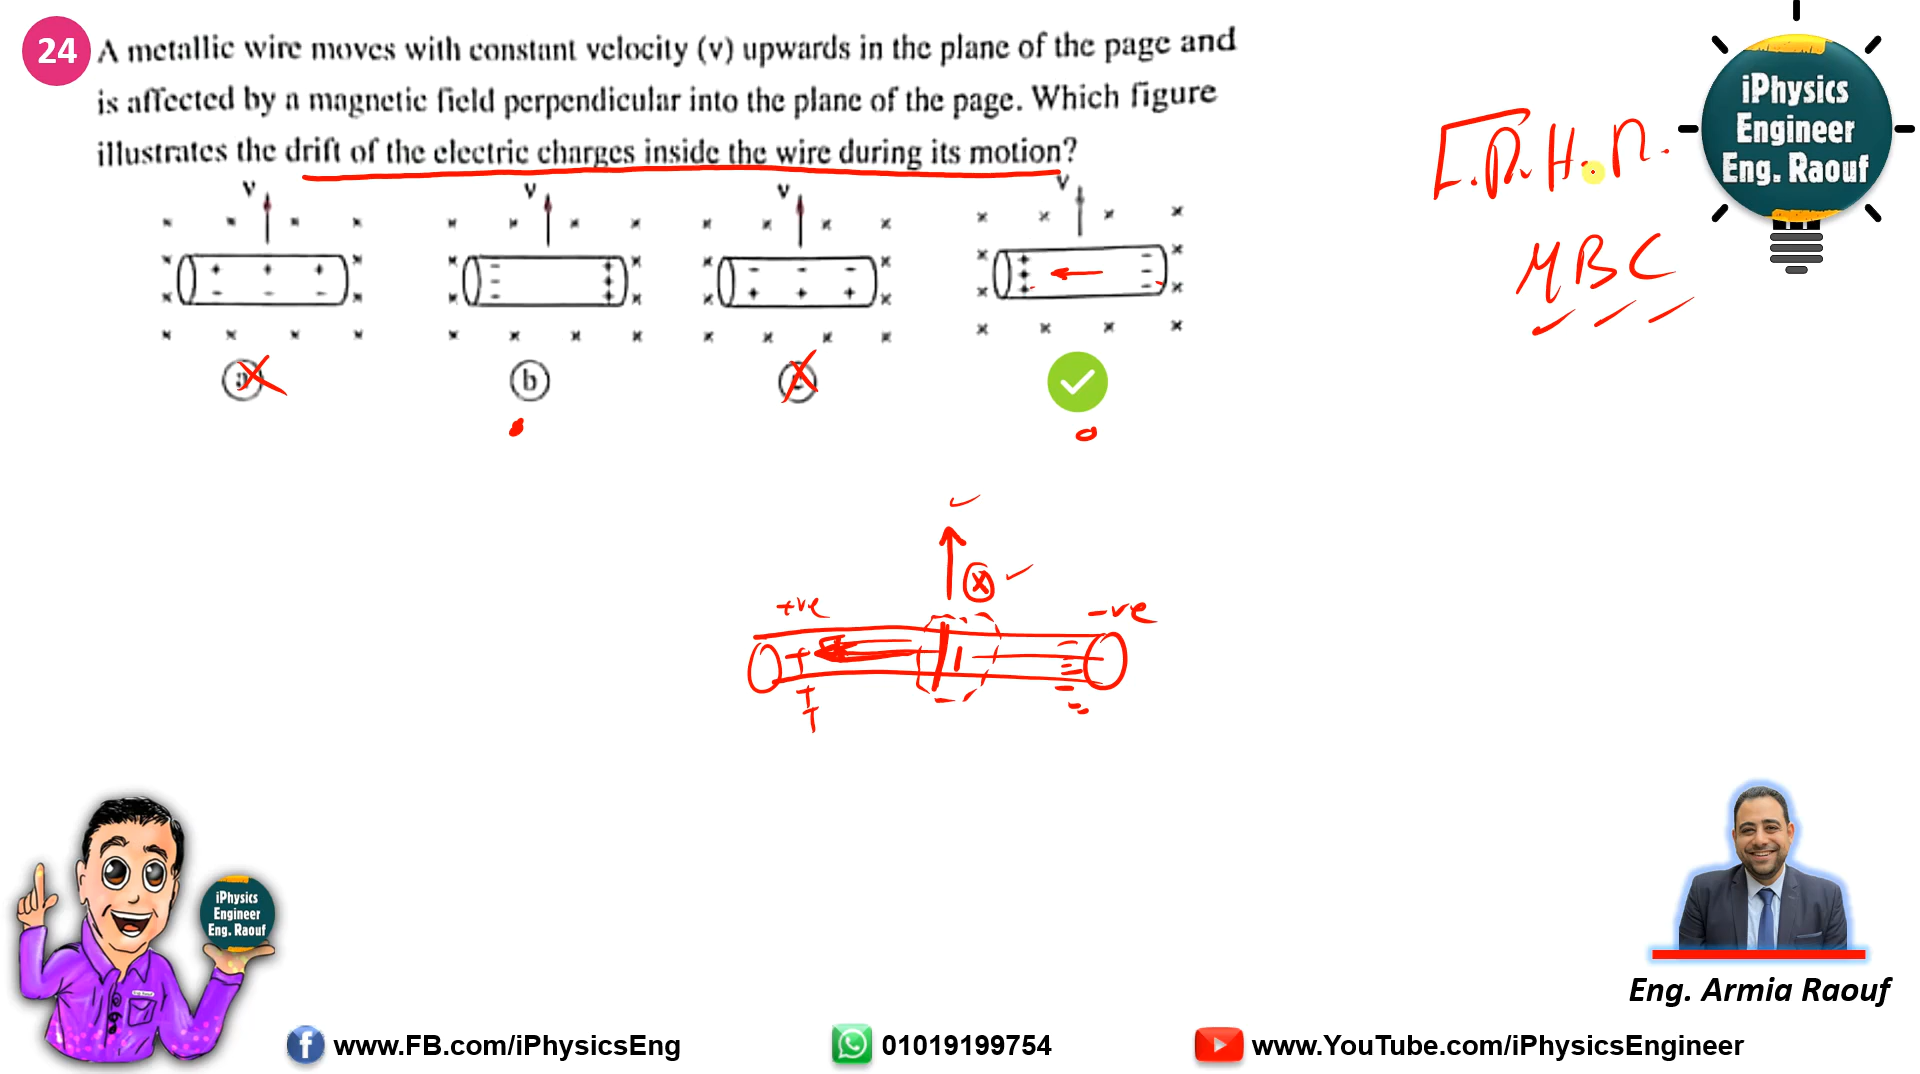 24 A metallic wire moves with constant velocity (v) upwards in the plane of the page and
is affected by a magnetic field perpendicular into the plane of the page. Which figure
illustrates the drift of the electric charges inside the wire during its motion?
v v v v
a b c
iPhysics
Engineer
Eng. Raouf
F.R.H.R.
MBC
+ve
-ve
iPhysics
Engineer
Eng. Raouf
Eng. Armia Raouf
www.FB.com/iPhysicsEng
01019199754
www.YouTube.com/iPhysicsEngineer